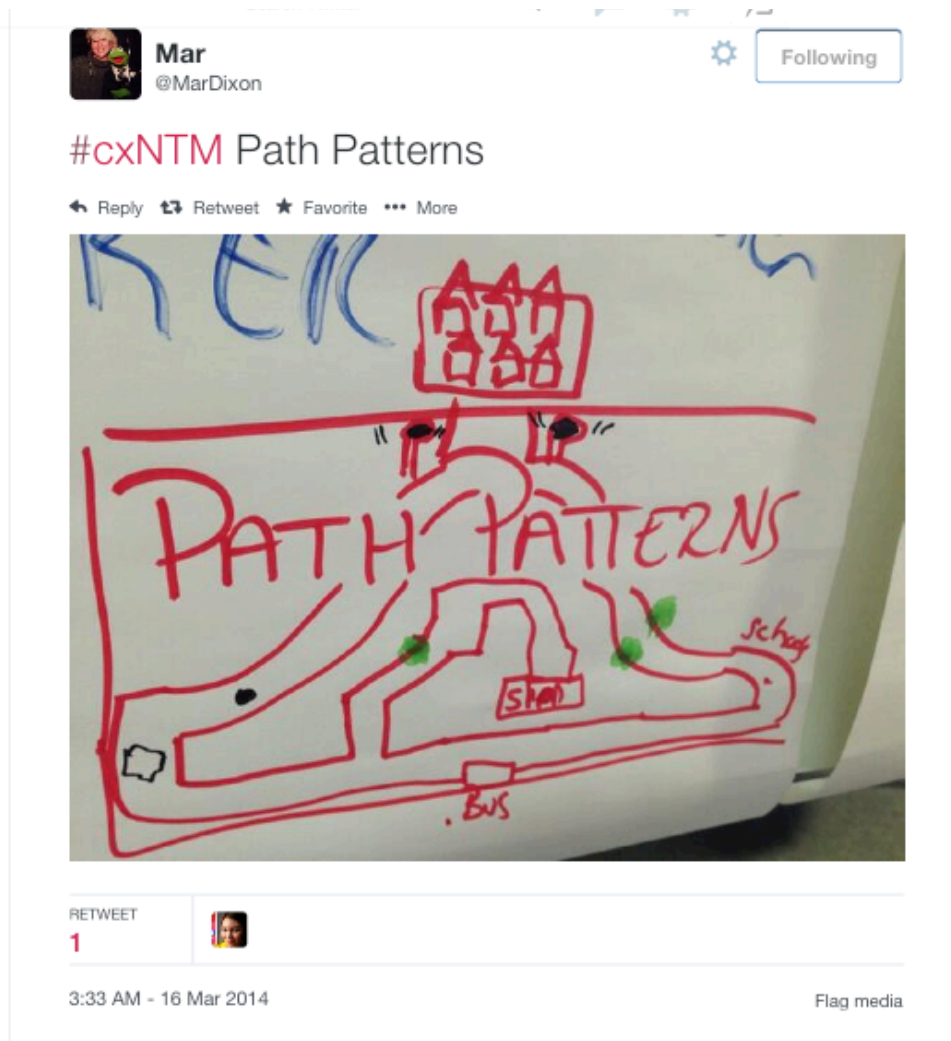 Mar
@MarDixon
Following
#cxNTM Path Patterns
Reply Retweet Favorite More
KER
PATH PATTERNS
BUS
RETWEET
1
3:33 AM - 16 Mar 2014
Flag media